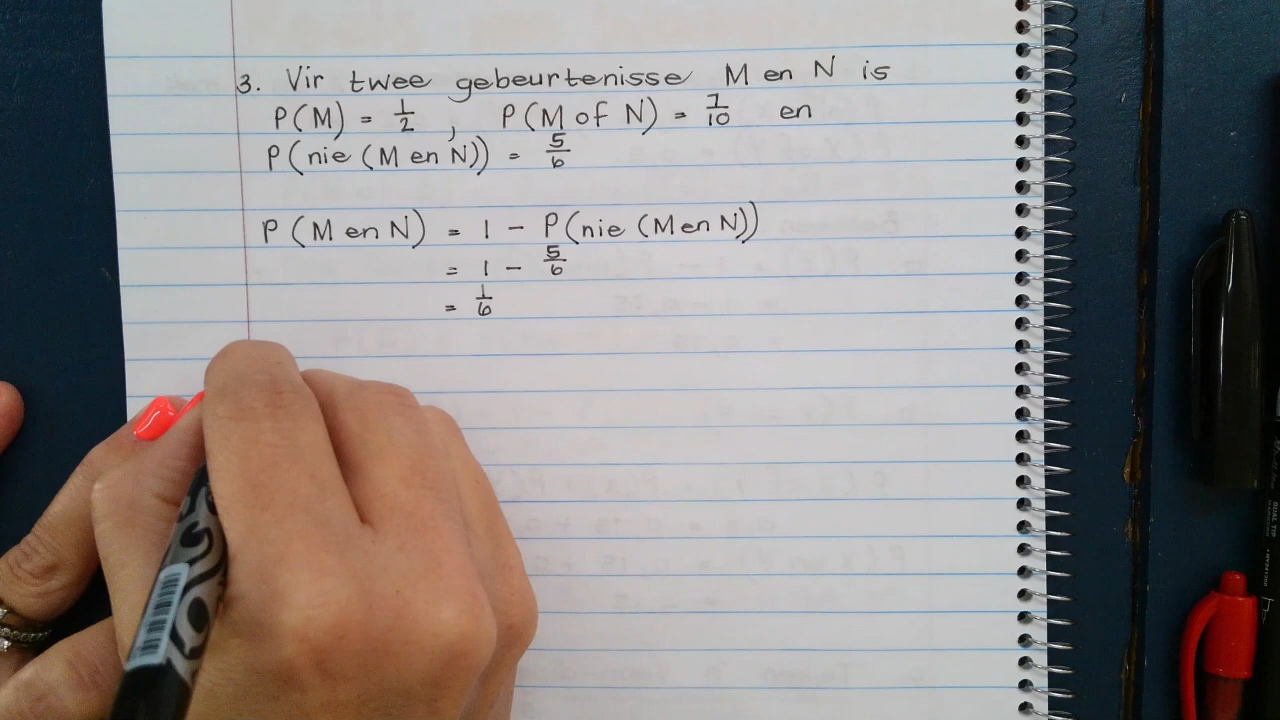 3. Vir twee gebeurtenisse M en N is
P(M) = 1/2 , P(M of N) = 7/10 en
P(nie (M en N)) = 5/6
P(M en N) = 1 - P(nie (M en N))
= 1 - 5/6
= 1/6